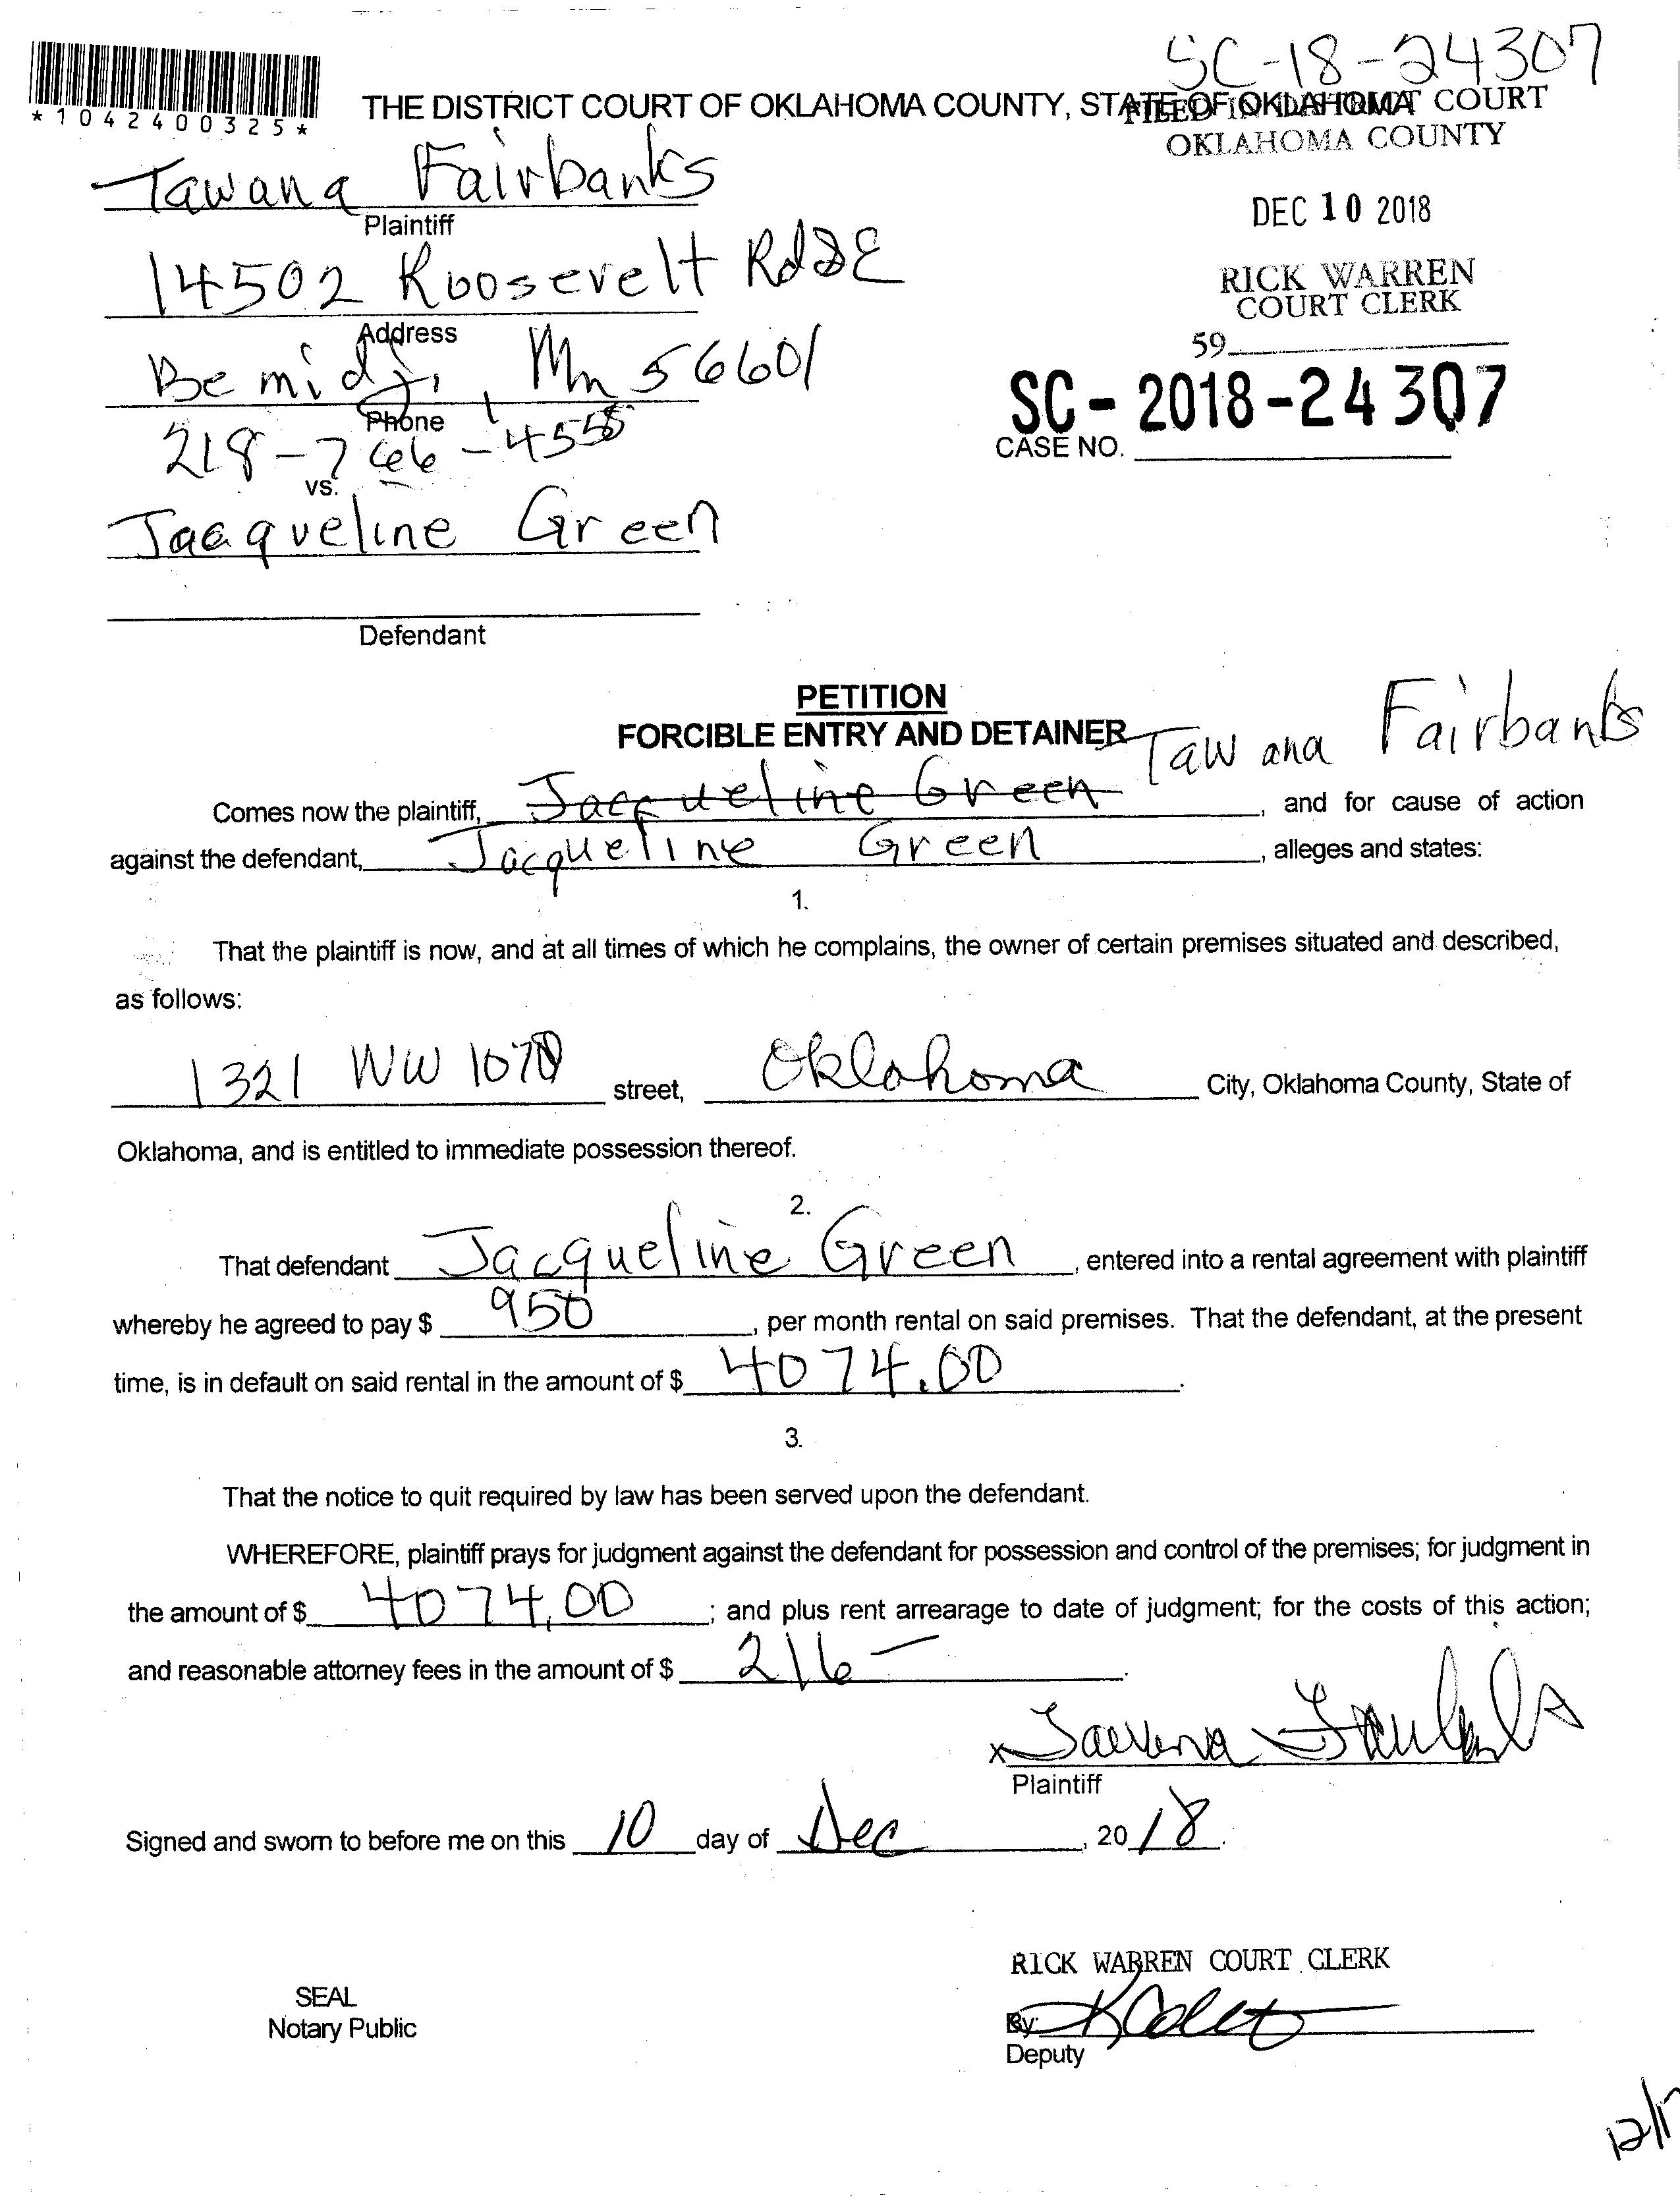 SC-18-24307
*1042400325*
THE DISTRICT COURT OF OKLAHOMA COUNTY, STATE OF OKLAHOMA
FILED IN DISTRICT COURT
OKLAHOMA COUNTY
Tawana Fairbanks
Plaintiff
DEC 10 2018
14502 Roosevelt Rd SE
RICK WARREN
COURT CLERK
Address
59
Bemidji, Mn 56601
Phone
SC-2018-24307
218-766-4555
CASE NO.
vs.
Jacqueline Green
Defendant
PETITION
FORCIBLE ENTRY AND DETAINER
Tawana Fairbanks
Comes now the plaintiff, Jacqueline Green, and for cause of action
against the defendant, Jacqueline Green, alleges and states:
1.
That the plaintiff is now, and at all times of which he complains, the owner of certain premises situated and described,
as follows:
1321 street, Oklahoma City, Oklahoma County, State of
Oklahoma, and is entitled to immediate possession thereof.
2.
That defendant Jacqueline Green, entered into a rental agreement with plaintiff
whereby he agreed to pay $ 950, per month rental on said premises. That the defendant, at the present
time, is in default on said rental in the amount of $ 4074.00.
3.
That the notice to quit required by law has been served upon the defendant.
WHEREFORE, plaintiff prays for judgment against the defendant for possession and control of the premises; for judgment in
the amount of $ 4074.00; and plus rent arrearage to date of judgment; for the costs of this action;
and reasonable attorney fees in the amount of $ 216-.
x Tawana Fairbanks
Plaintiff
Signed and sworn to before me on this 10 day of Dec, 2018.
RICK WARREN COURT CLERK
SEAL
Notary Public
By:
Deputy